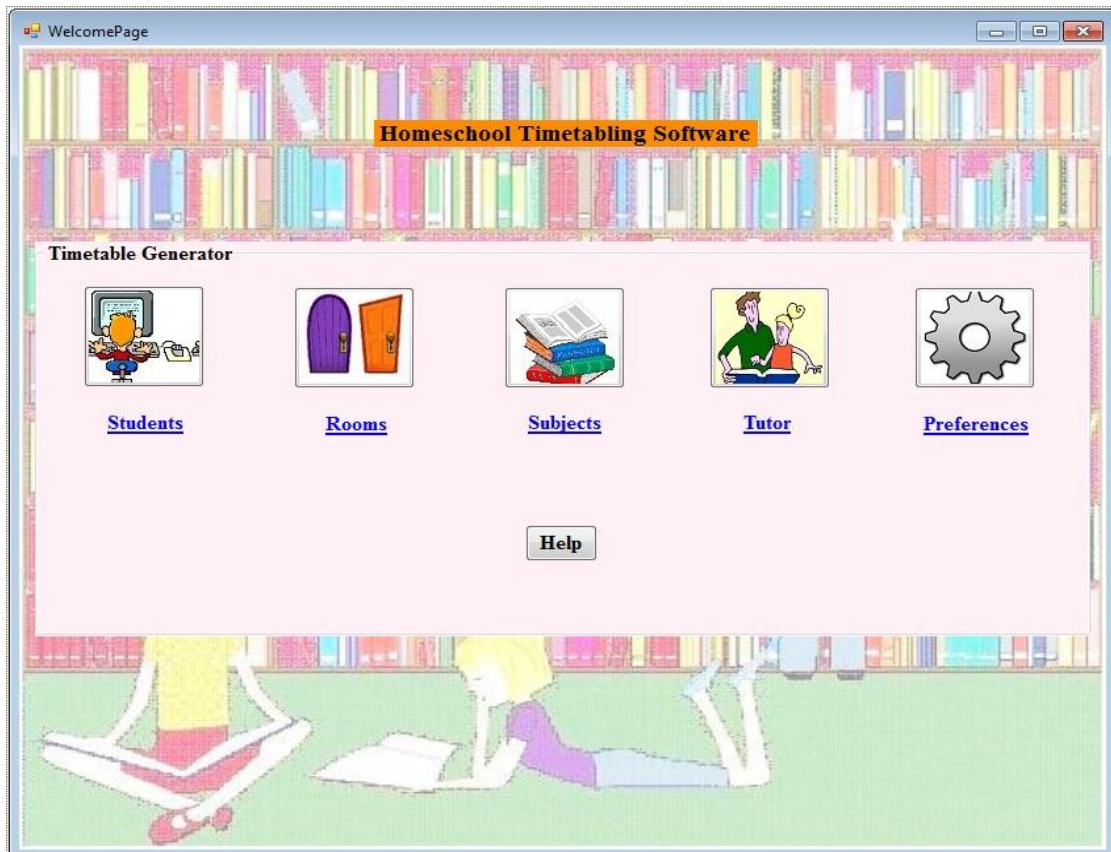 WelcomePage
Homeschool Timetabling Software
Timetable Generator
Students
Rooms
Subjects
Tutor
Preferences
Help